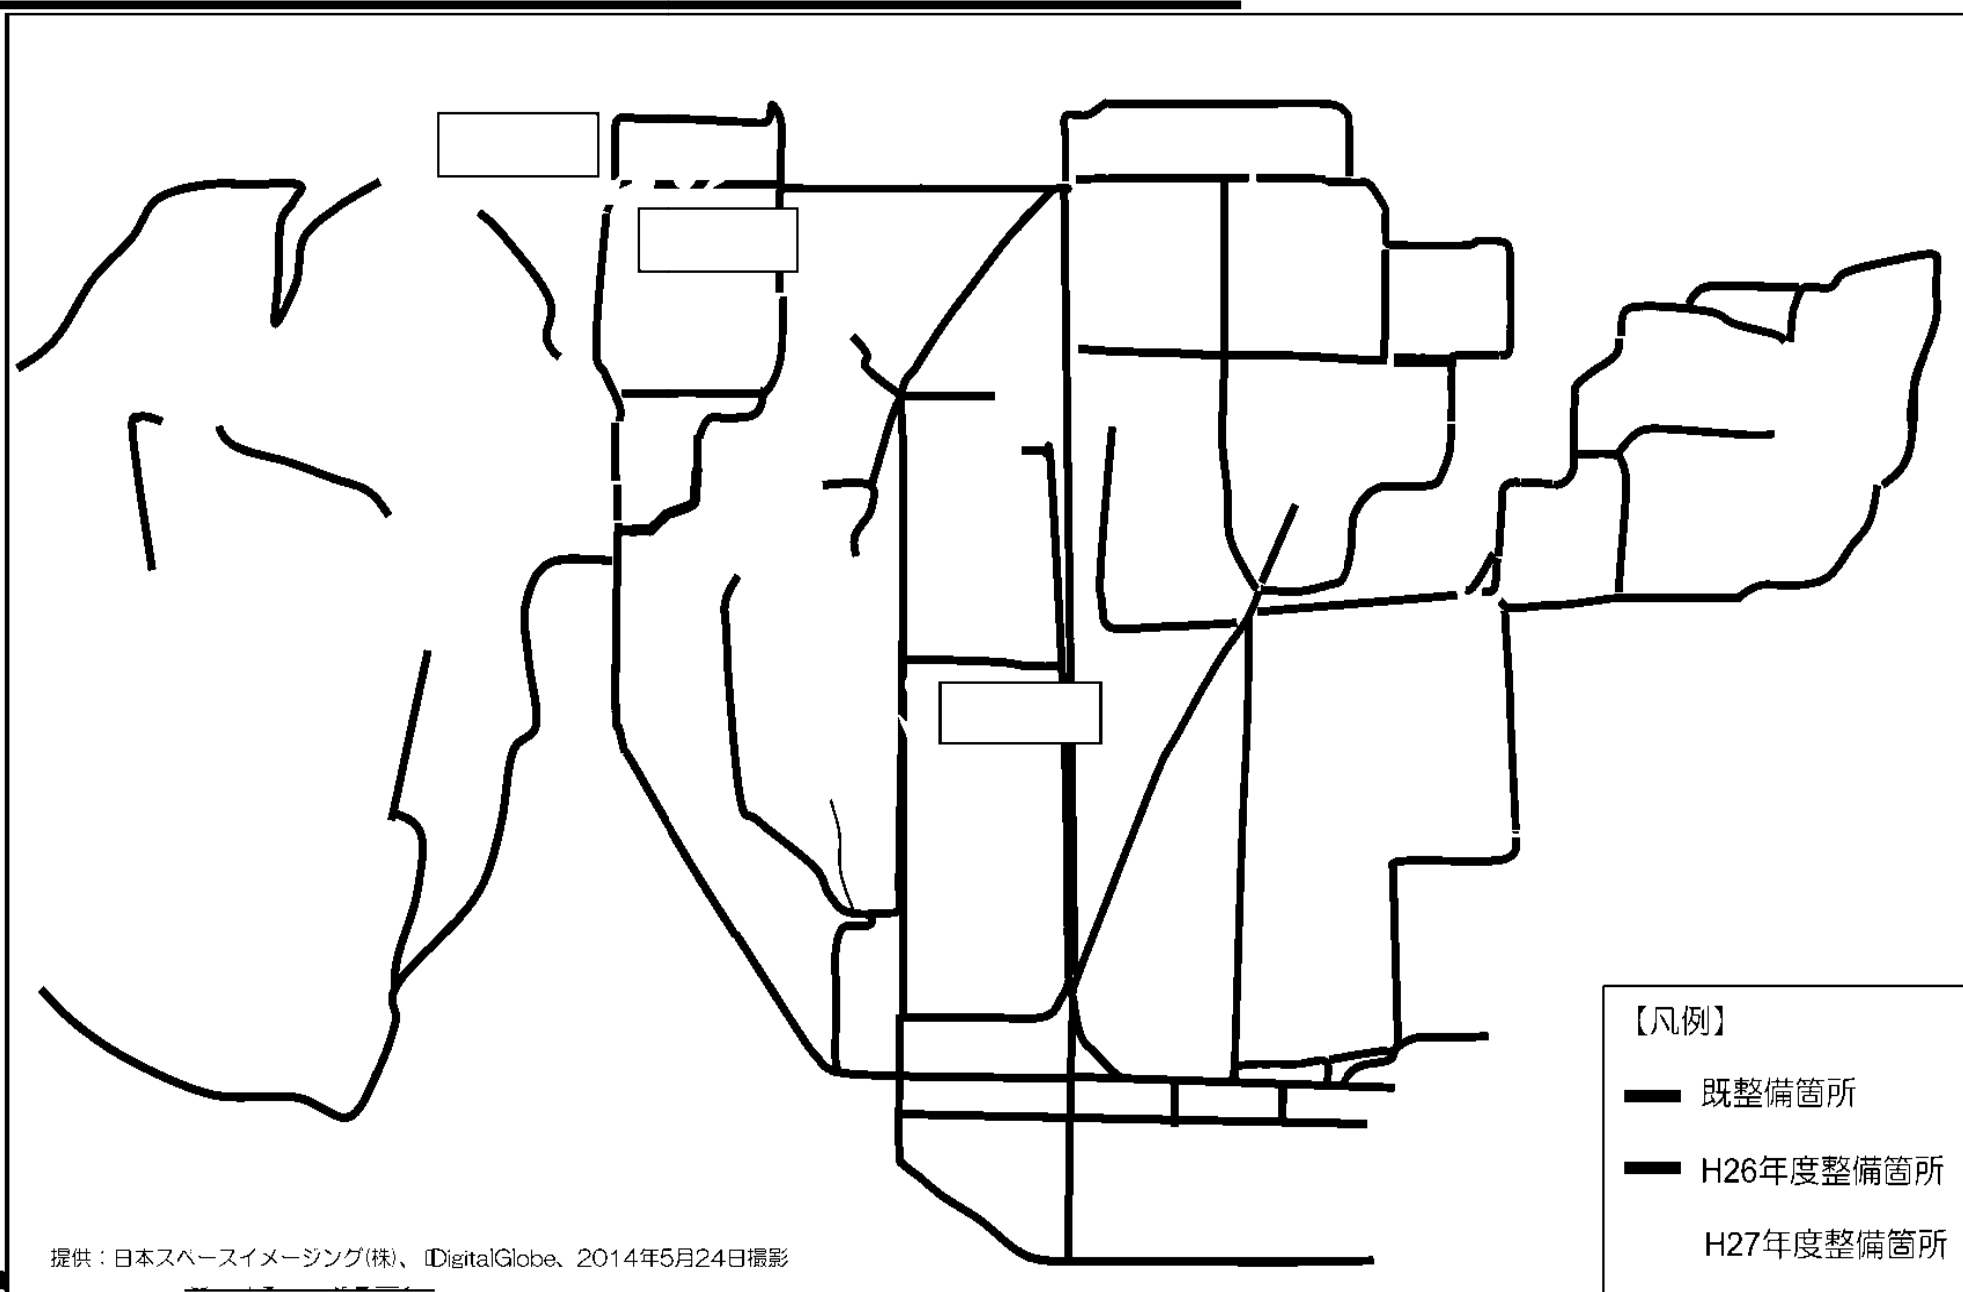 【凡例】
既整備箇所
H26年度整備箇所
H27年度整備箇所
提供：日本スペースイメージング(株)、DigitalGlobe、2014年5月24日撮影